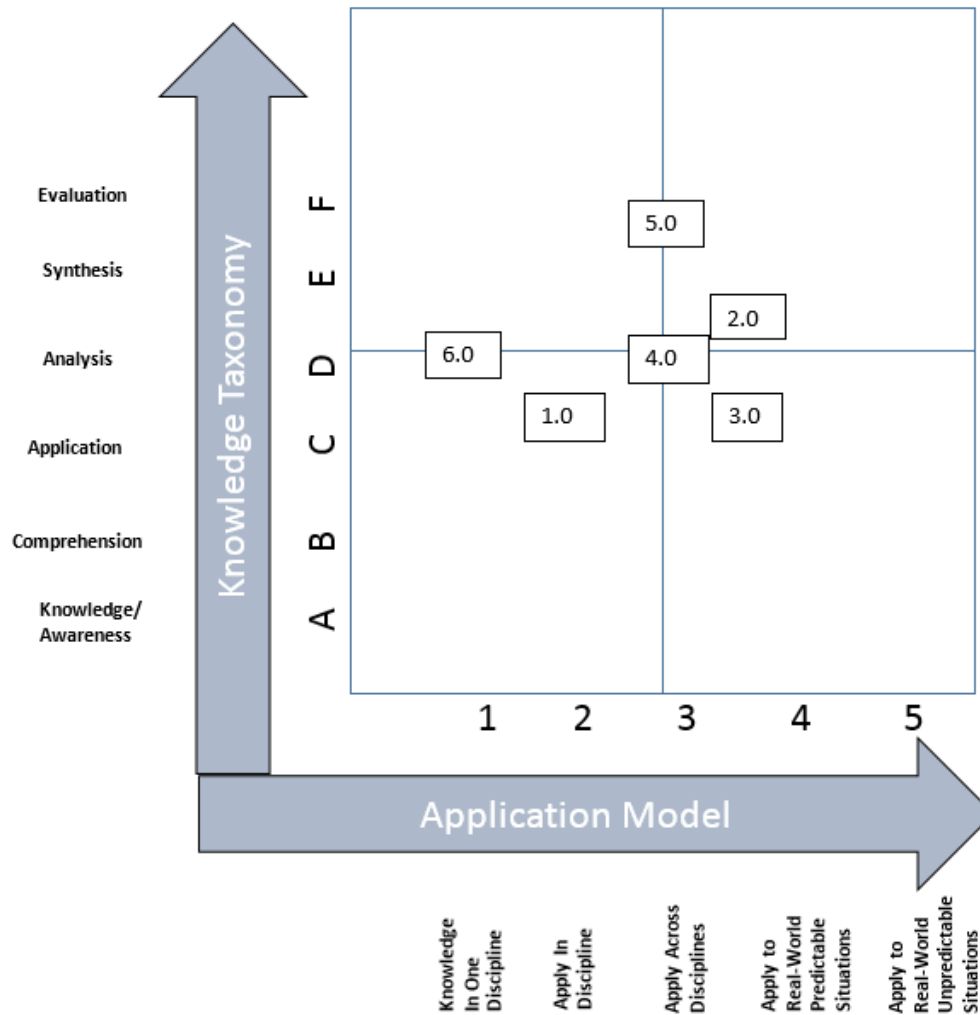 Knowledge Taxonomy
Evaluation
Synthesis
Analysis
Application
Comprehension
Knowledge/
Awareness
F
E
D
C
B
A
5.0
2.0
6.0
4.0
1.0
3.0
1
2
3
4
5
Application Model
Knowledge
In One
Discipline
Apply In
Discipline
Apply Across
Disciplines
Apply to
Real-World
Predictable
Situations
Apply to
Real-World
Unpredictable
Situations